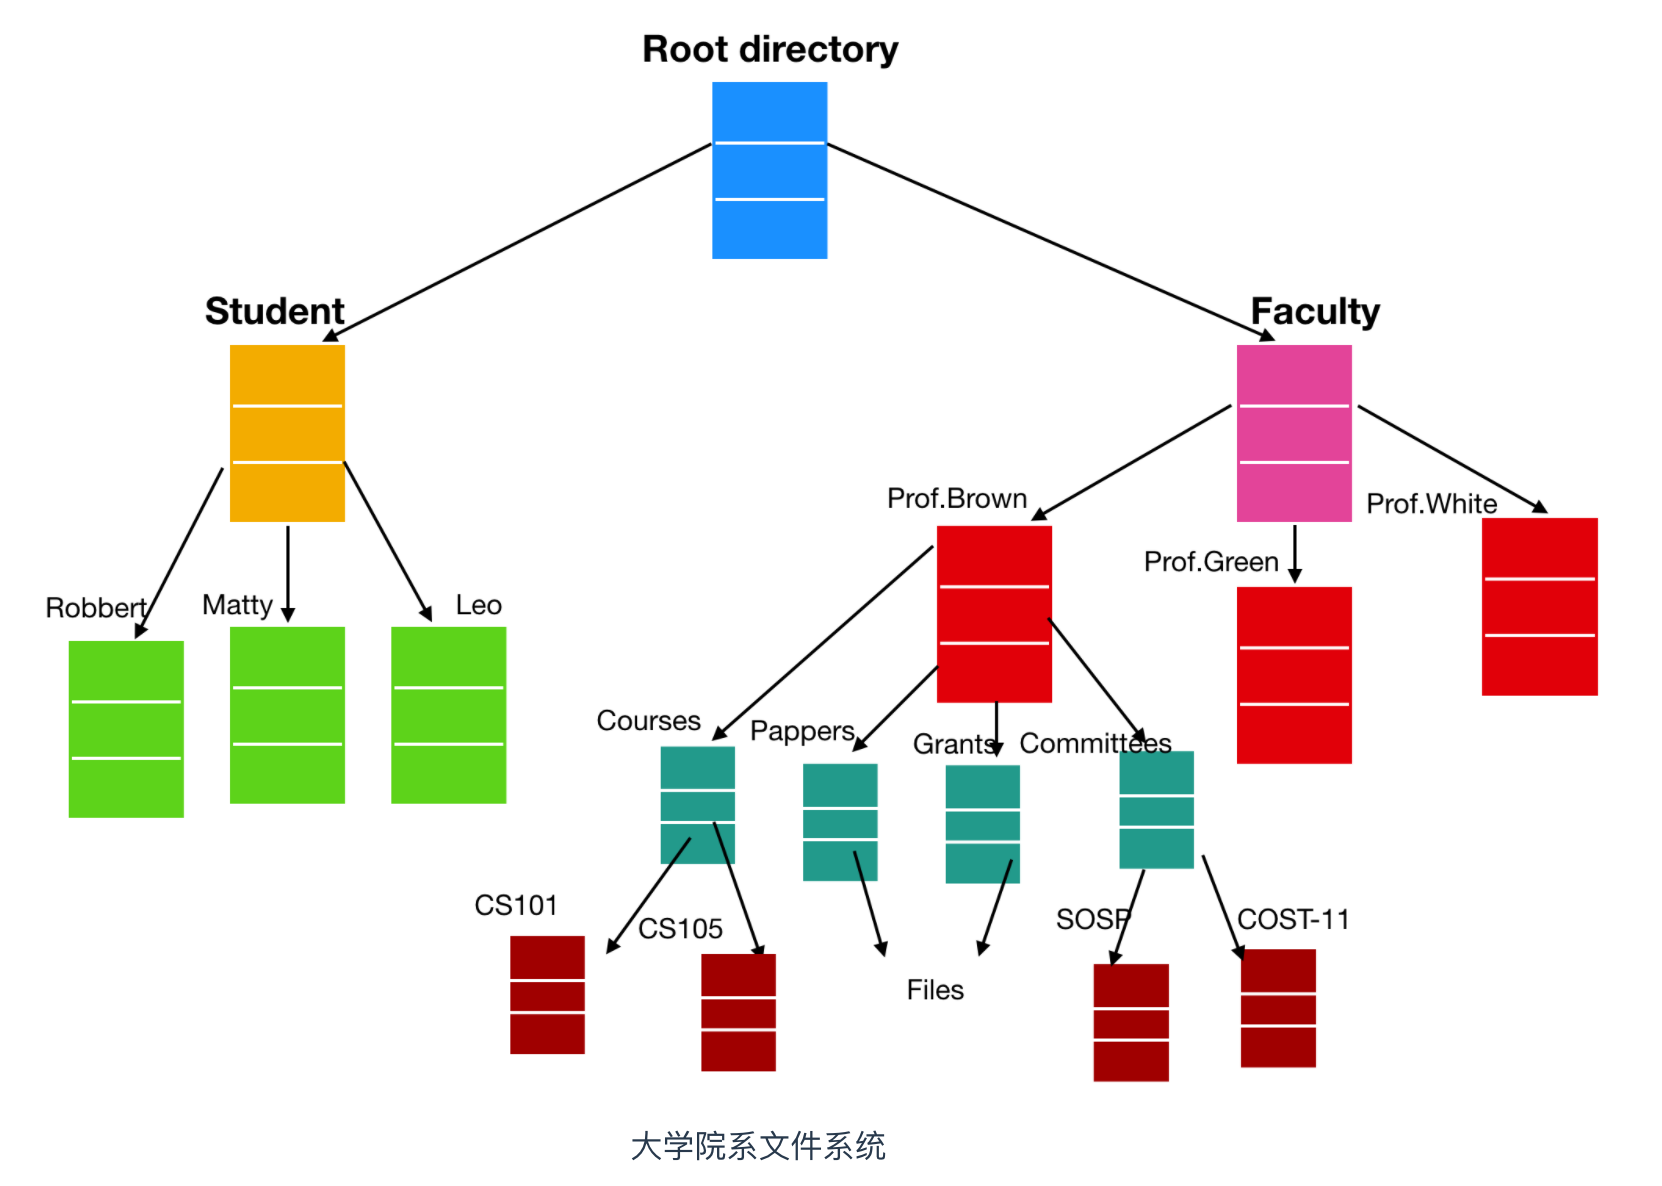 Root directory
Student
Faculty
Prof.Brown
Prof.White
Prof.Green
Robbert
Matty
Leo
Courses
Pappers
Grants
Committees
CS101
CS105
SOSP
COST-11
Files
大学院系文件系统